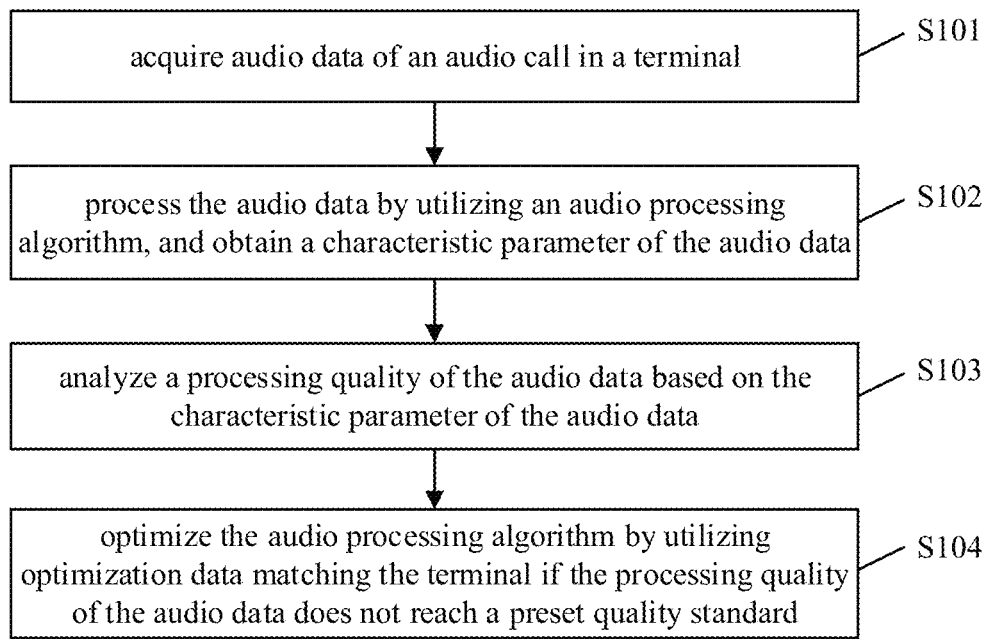 S101
acquire audio data of an audio call in a terminal
S102
process the audio data by utilizing an audio processing
algorithm, and obtain a characteristic parameter of the audio data
S103
analyze a processing quality of the audio data based on the
characteristic parameter of the audio data
S104
optimize the audio processing algorithm by utilizing
optimization data matching the terminal if the processing quality
of the audio data does not reach a preset quality standard